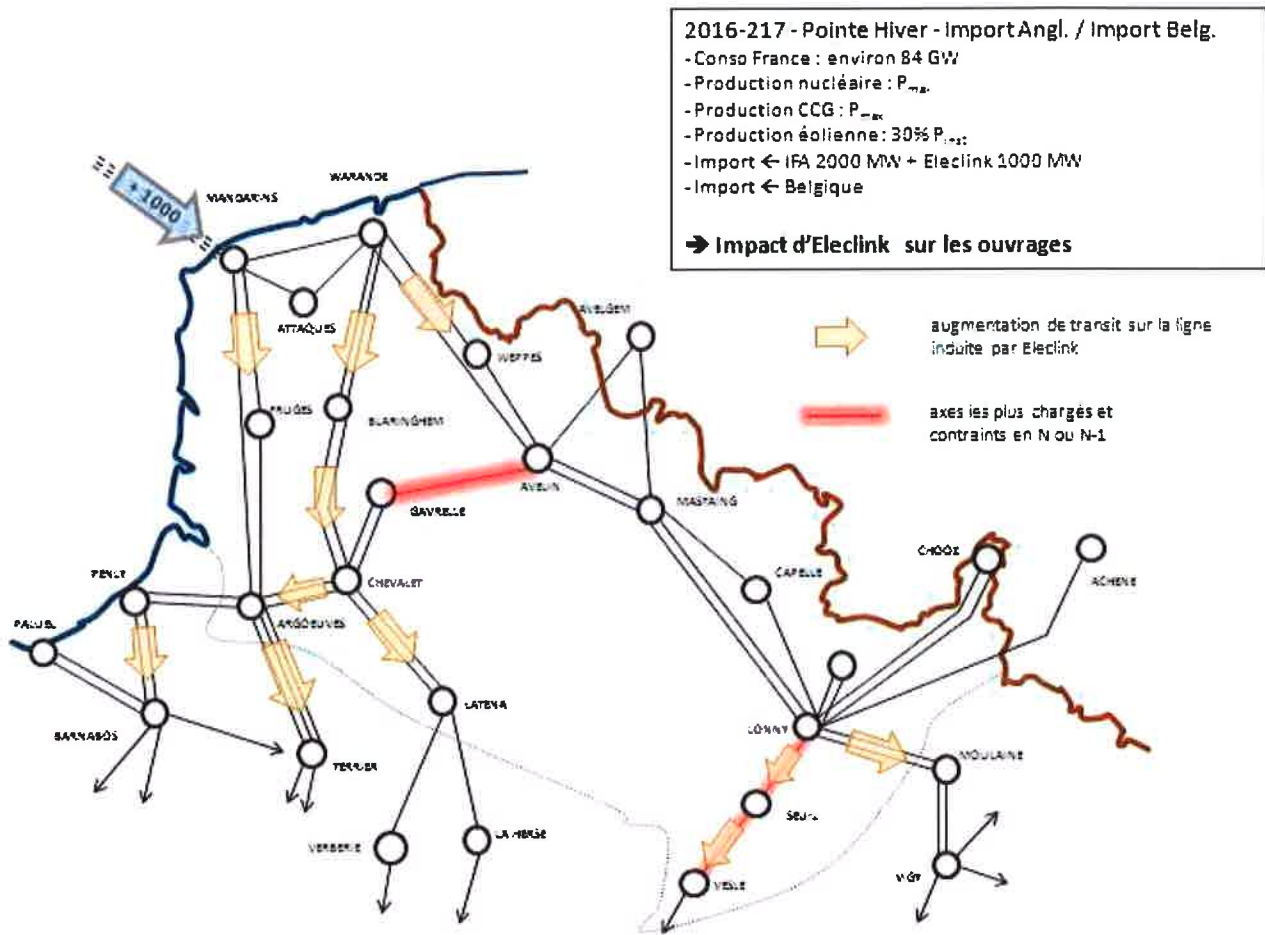 2016-217 - Pointe Hiver - Import Angl. / Import Belg.
- Conso France : environ 84 GW
- Production nucléaire : Pmax
- Production CCG : Pmax
- Production éolienne : 30% Pinst
- Import ← IFA 2000 MW + Eleclink 1000 MW
- Import ← Belgique
➔ Impact d'Eleclink sur les ouvrages
+ 1000
MANDARINS
WARANDE
ATTAQUES
AVELGEM
WEPPES
augmentation de transit sur la ligne
induite par Eleclink
FRUGES
BLARINGHEM
axes les plus chargés et
contraints en N ou N-1
AVELIN
GAVRELLE
MASTAING
CHOOZ
ACHENE
PENLY
CHEVALET
CAPELLE
ARGOEUVES
PALUEL
LATENA
BARNABOS
TERRIER
LONNY
MOULAINE
SEUIL
VERBERIE
LA HERSE
VESLE
VIGY